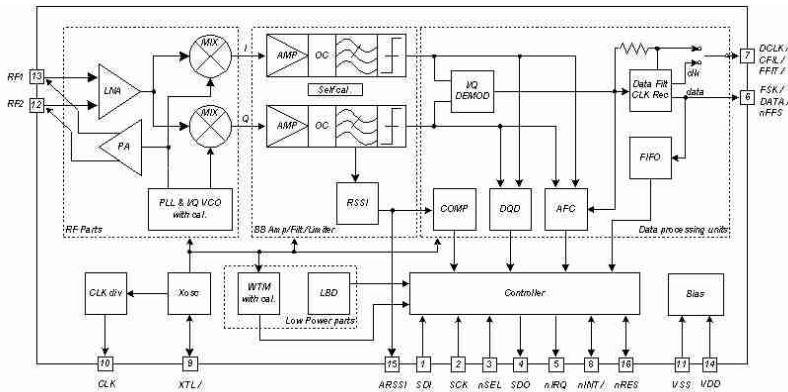 MIX
I
AMP
OC
Self cal.
AMP
OC
MIX
Q
RF1
13
LNA
RF2
12
PA
PLL & I/Q VCO
with cal.
RF Parts
RSSI
BB Amp/Filt./Limiter
I/Q
DEMOD
COMP
DQD
AFC
Data Filt
CLK Rec
clk
data
FIFO
Data processing units
7
DCLK /
CFIL /
FFIT /
6
FSK /
DATA /
nFFS
CLK div
Xosc
WTM
with cal.
LBD
Low Power parts
Controller
Bias
10
9
15
1
2
3
4
5
8
16
11
14
CLK
XTL /
ARSSI
SDI
SCK
nSEL
SDO
nIRQ
nINT /
nRES
VSS
VDD